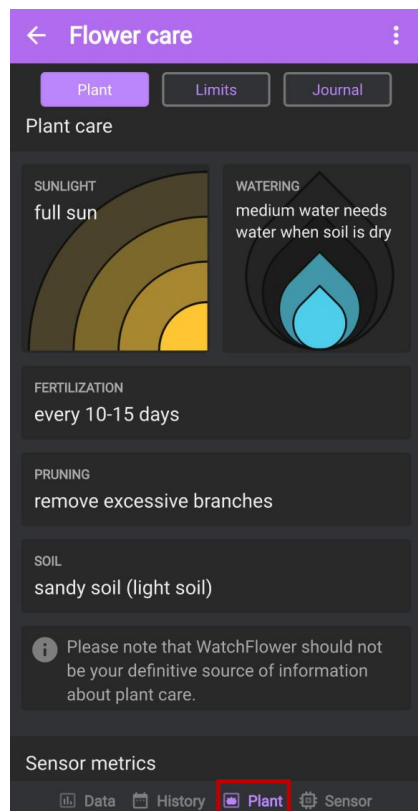 Flower care
Plant
Limits
Journal
Plant care
SUNLIGHT
full sun
WATERING
medium water needs
water when soil is dry
FERTILIZATION
every 10-15 days
PRUNING
remove excessive branches
SOIL
sandy soil (light soil)
Please note that WatchFlower should not
be your definitive source of information
about plant care.
Sensor metrics
Data
History
Plant
Sensor